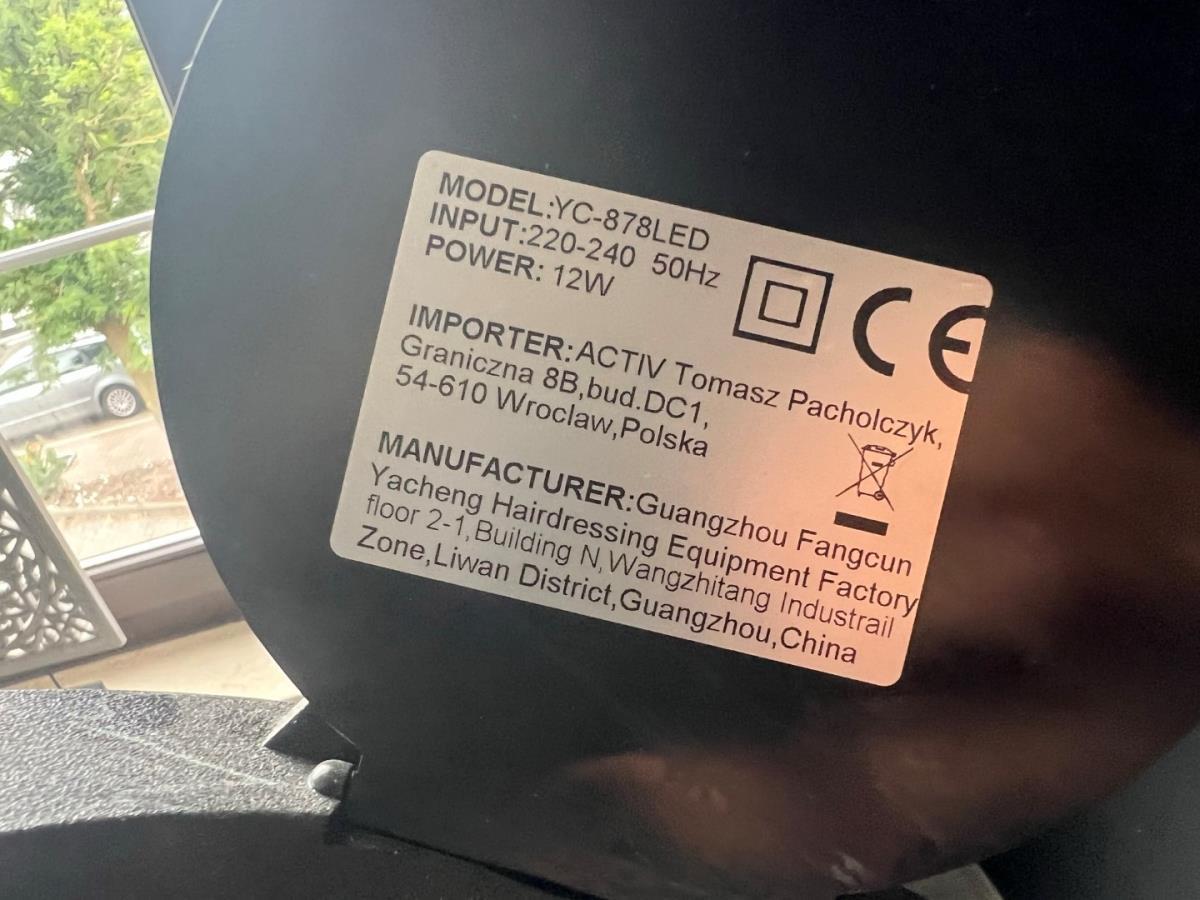 MODEL:YC-878LED
INPUT:220-240 50Hz
POWER: 12W
CE
IMPORTER:ACTIV Tomasz Pacholczyk,
Graniczna 8B,bud.DC1,
54-610 Wroclaw,Polska
MANUFACTURER:Guangzhou Fangcun
Yacheng Hairdressing Equipment Factory
floor 2-1,Building N,Wangzhitang Industrail
Zone,Liwan District,Guangzhou,China